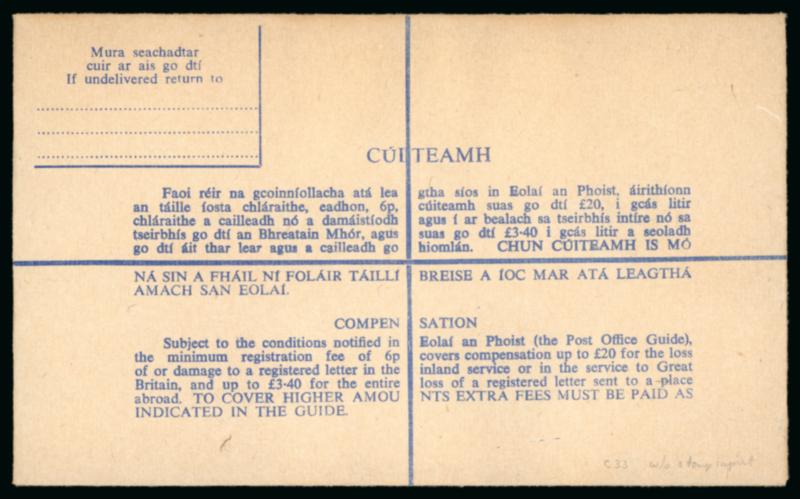 Mura seachadtar
cuir ar ais go dtí
If undelivered return to
CÚITEAMH
Faoi réir na gcoinníollacha atá leagtha síos in Eolaí an Phoist, áirithíonn
an táille íosta chláraithe, eadhon, 6p, cúiteamh suas go dtí £20, i gcás litir
chláraithe a cailleadh nó a damáistíodh agus í ar bealach sa tseirbhís intíre nó sa
tseirbhís go dtí an Bhreatain Mhór, agus suas go dtí £3·40 i gcás litir a seoladh
go dtí áit thar lear agus a cailleadh go hiomlán. CHUN CÚITEAMH IS MÓ
NÁ SIN A FHÁIL NÍ FOLÁIR TÁILLÍ BREISE A ÍOC MAR ATÁ LEAGTHA
AMACH SAN EOLAÍ.
COMPENSATION
Subject to the conditions notified in Eolaí an Phoist (the Post Office Guide),
the minimum registration fee of 6p covers compensation up to £20 for the loss
of or damage to a registered letter in the inland service or in the service to Great
Britain, and up to £3·40 for the entire loss of a registered letter sent to a place
abroad. TO COVER HIGHER AMOUNTS EXTRA FEES MUST BE PAID AS
INDICATED IN THE GUIDE.
C33 w/o stamp imprint